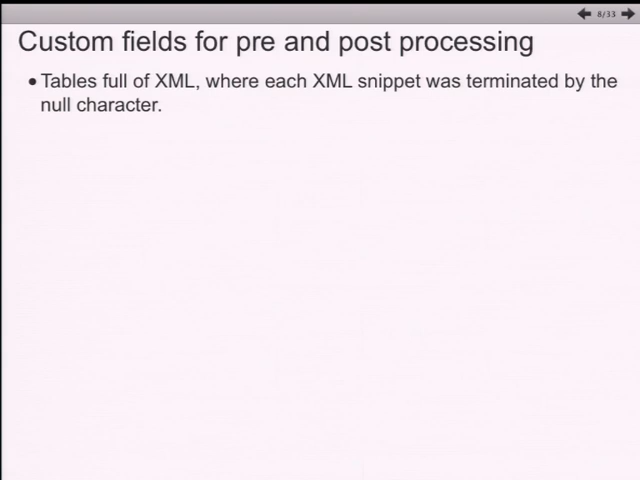 8/33
Custom fields for pre and post processing
• Tables full of XML, where each XML snippet was terminated by the
null character.